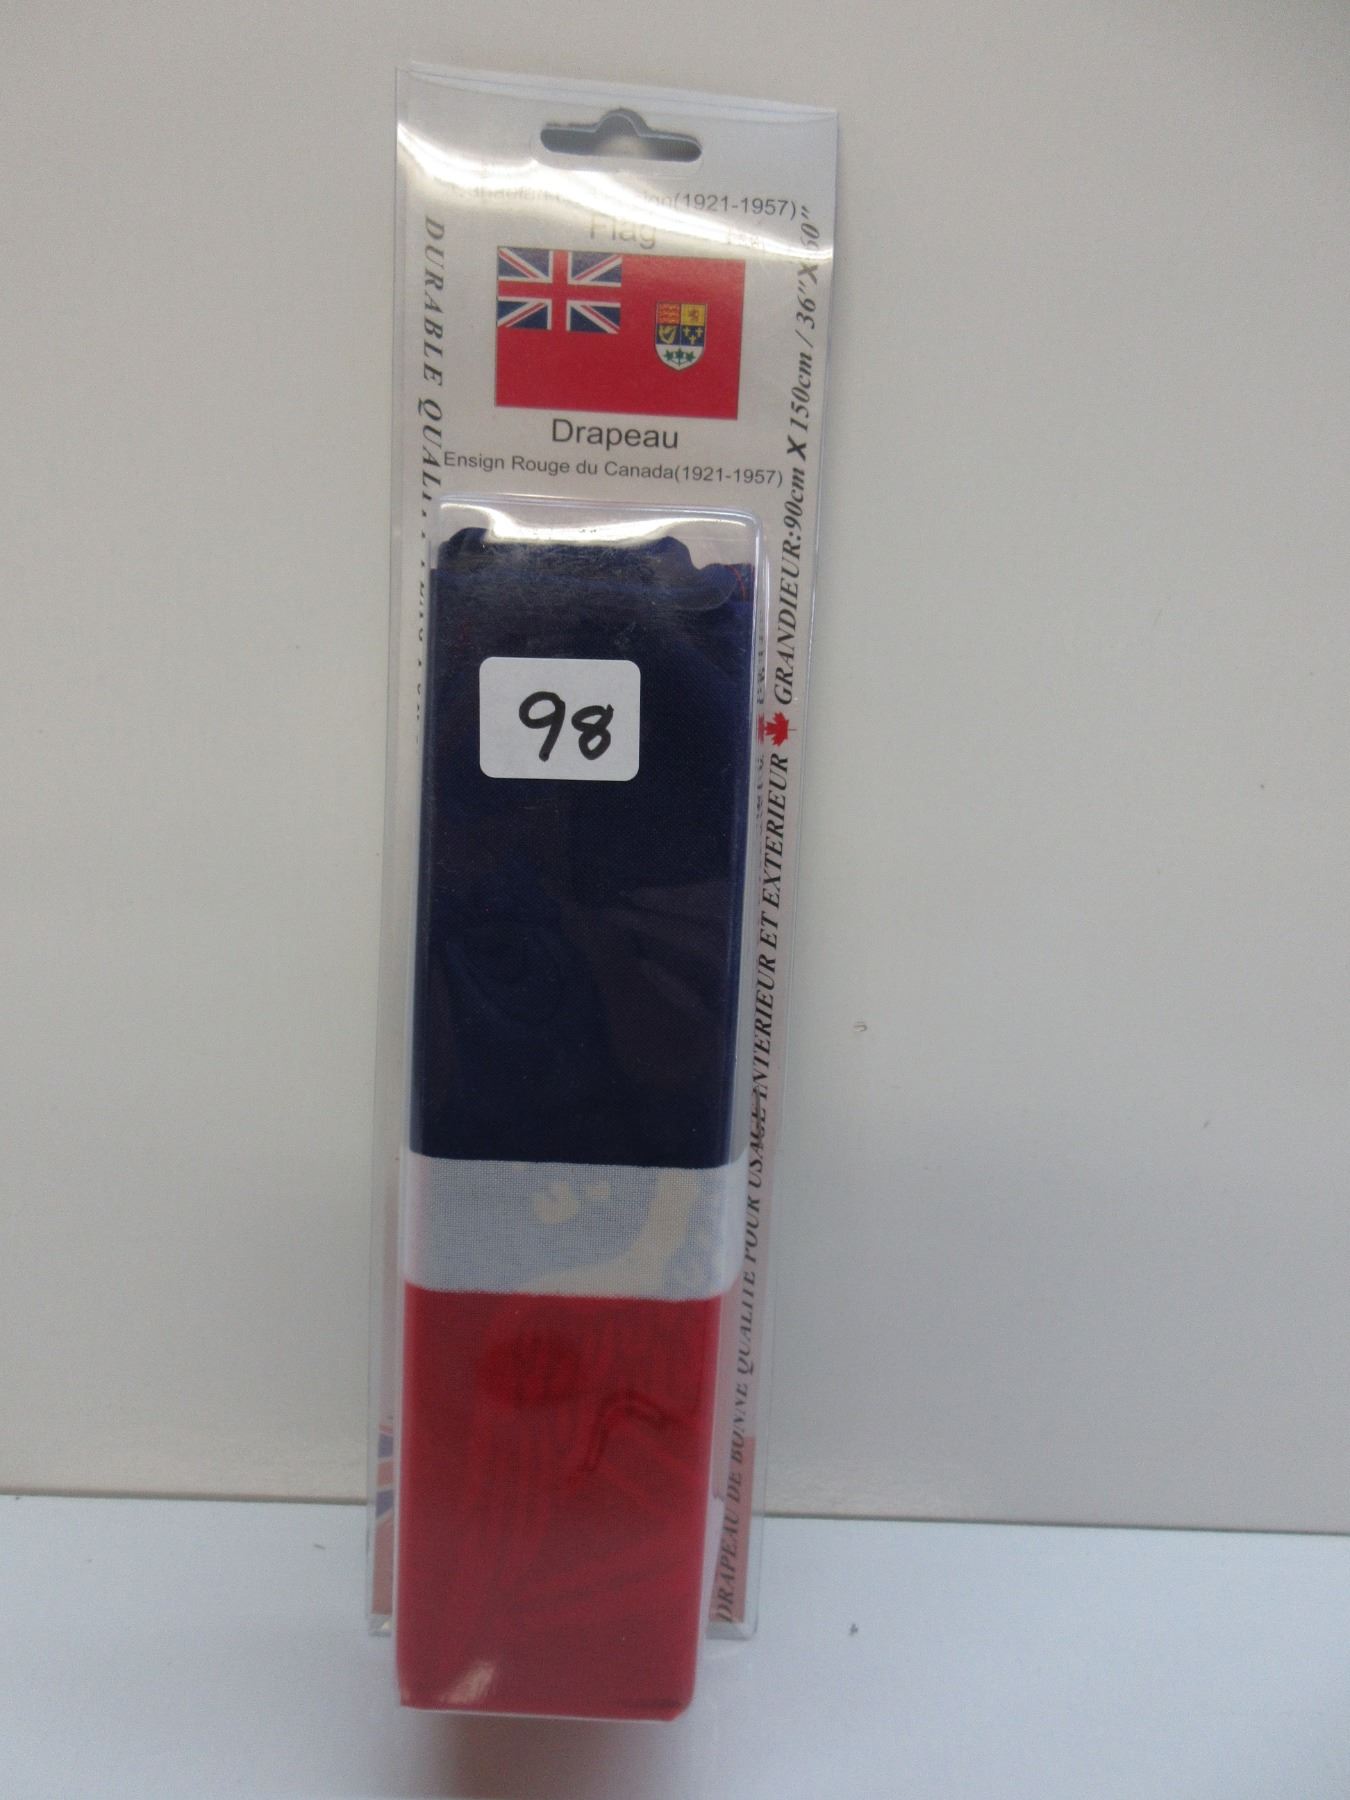 (1921-1957)
Flag
Drapeau
Ensign Rouge du Canada(1921-1957)
DURABLE
98
DRAPEAU DE BONNE QUALITE POUR USAGE INTERIEUR ET EXTERIEUR GRANDIEUR:90cm X 150cm / 36"X 60"